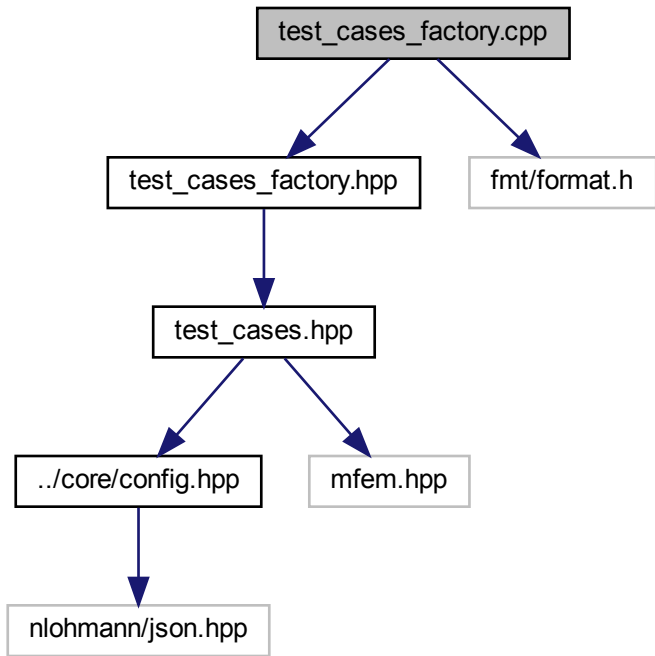 test_cases_factory.cpp
test_cases_factory.hpp
fmt/format.h
test_cases.hpp
../core/config.hpp
mfem.hpp
nlohmann/json.hpp